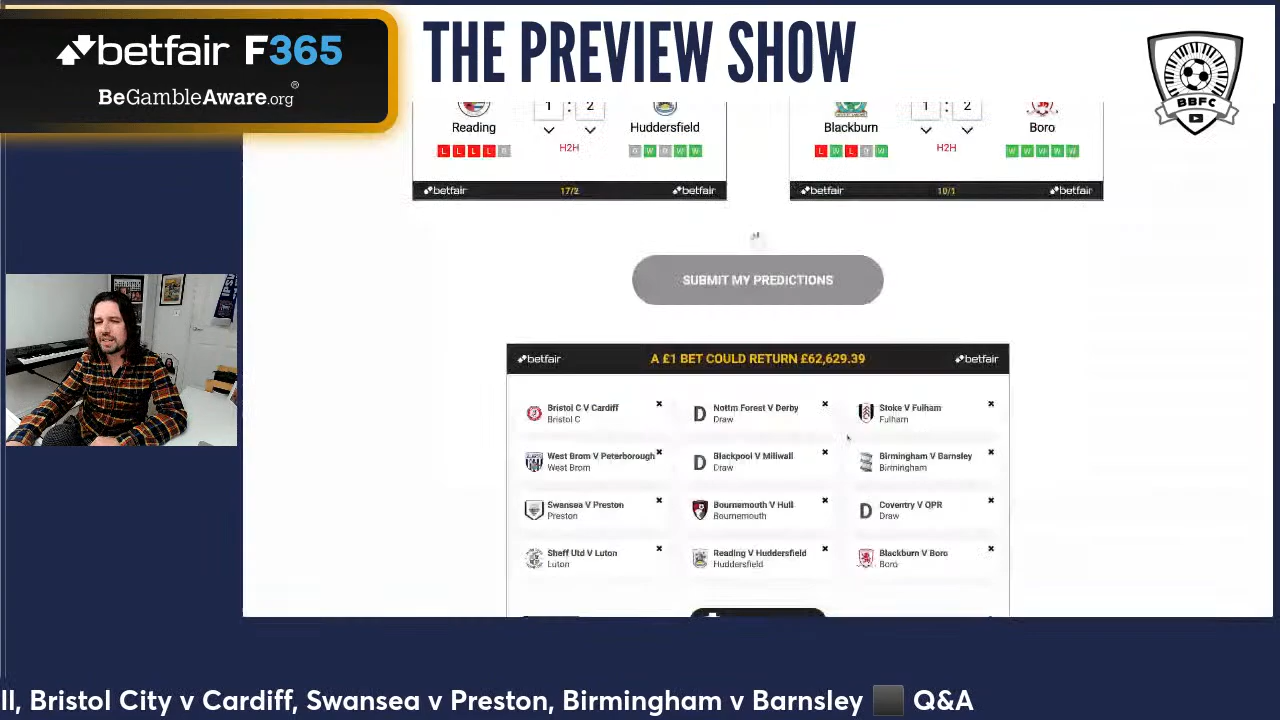 betfair F365
BeGambleAware.org®
THE PREVIEW SHOW
BBFC
1 : 2
1 : 2
Reading
Huddersfield
Blackburn
Boro
H2H
H2H
L L L L D
D W D W W
L W L D W
W W W W W
betfair 17/2 betfair
betfair 10/1 betfair
SUBMIT MY PREDICTIONS
betfair A £1 BET COULD RETURN £62,629.39 betfair
Bristol C V Cardiff
Bristol C
D
Nottm Forest V Derby
Draw
Stoke V Fulham
Fulham
West Brom V Peterborough
West Brom
D
Blackpool V Millwall
Draw
Birmingham V Barnsley
Birmingham
Swansea V Preston
Preston
Bournemouth V Hull
Bournemouth
D
Coventry V QPR
Draw
Sheff Utd V Luton
Luton
Reading V Huddersfield
Huddersfield
Blackburn V Boro
Boro
ll, Bristol City v Cardiff, Swansea v Preston, Birmingham v Barnsley Q&A